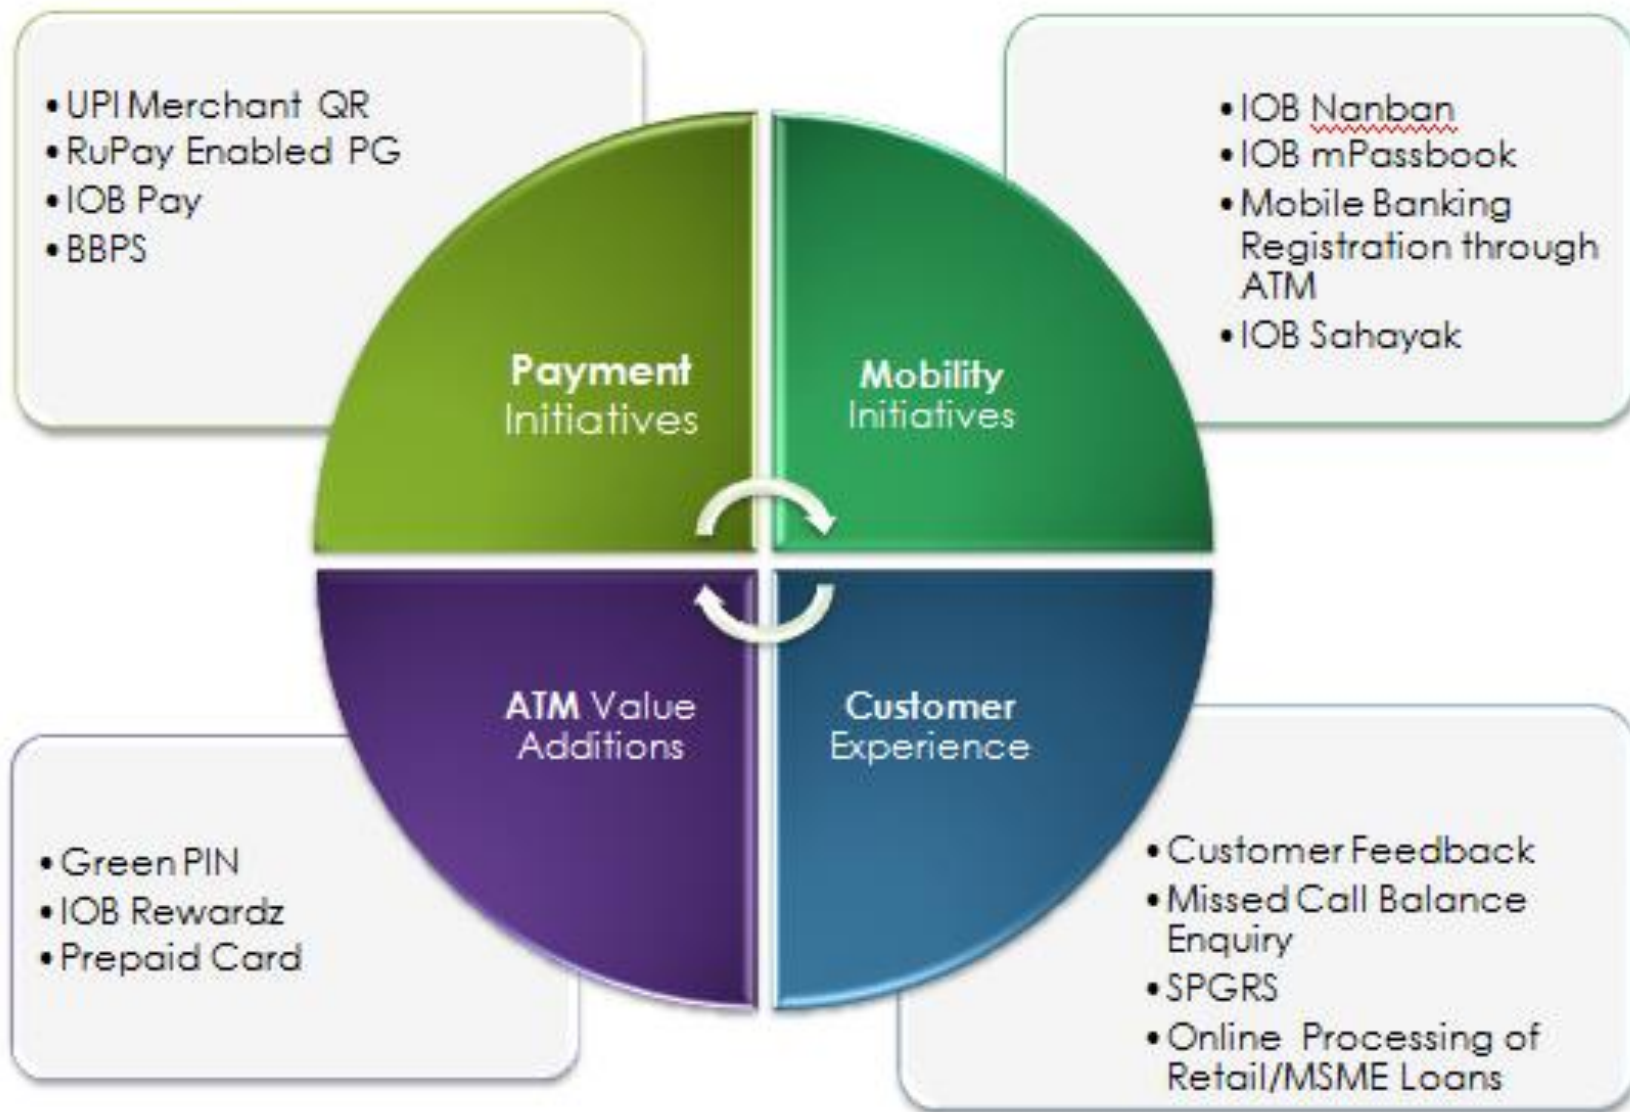 • UPI Merchant QR
• RuPay Enabled PG
• IOB Pay
• BBPS
• IOB Nanban
• IOB mPassbook
• Mobile Banking
Registration through
ATM
• IOB Sahayak
Payment
Initiatives
Mobility
Initiatives
ATM Value
Additions
Customer
Experience
• Green PIN
• IOB Rewardz
• Prepaid Card
• Customer Feedback
• Missed Call Balance
Enquiry
• SPGRS
• Online Processing of
Retail/MSME Loans